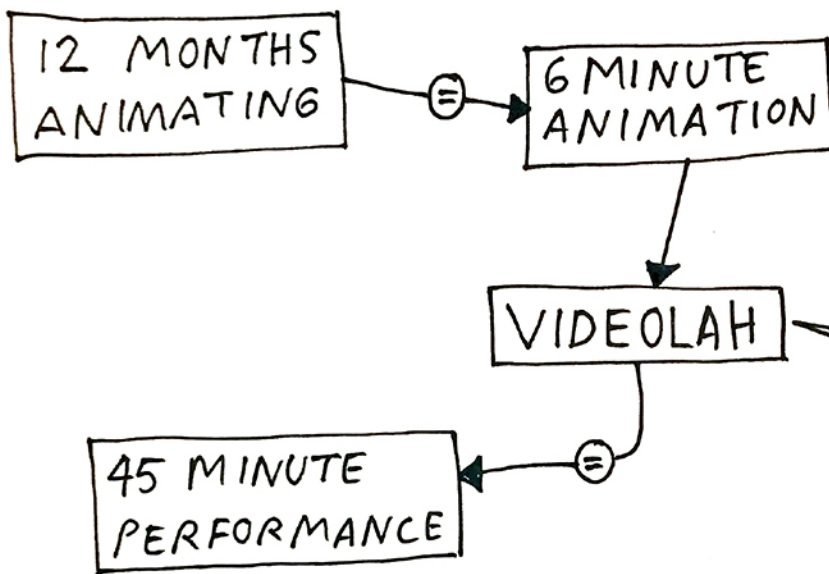 12 MONTHS
ANIMATING
=
6 MINUTE
ANIMATION
VIDEOLAH
=
45 MINUTE
PERFORMANCE